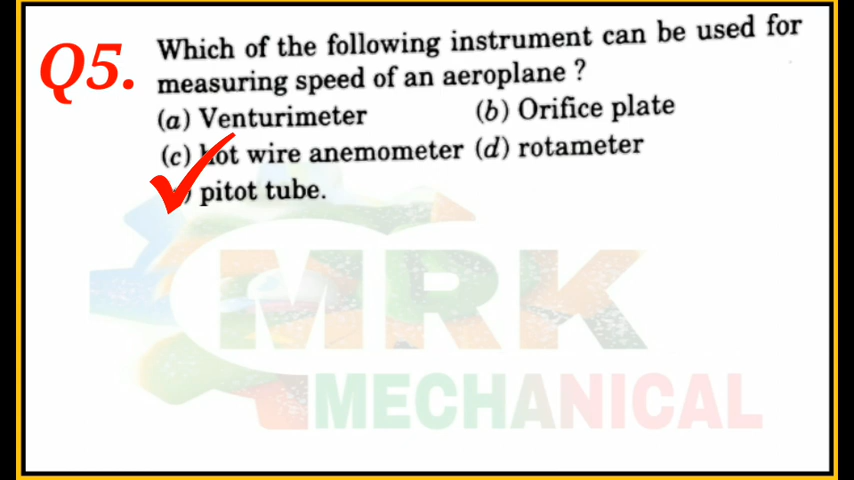 Q5.
Which of the following instrument can be used for
measuring speed of an aeroplane ?
(a) Venturimeter (b) Orifice plate
(c) hot wire anemometer (d) rotameter
) pitot tube.
MRK
MECHANICAL